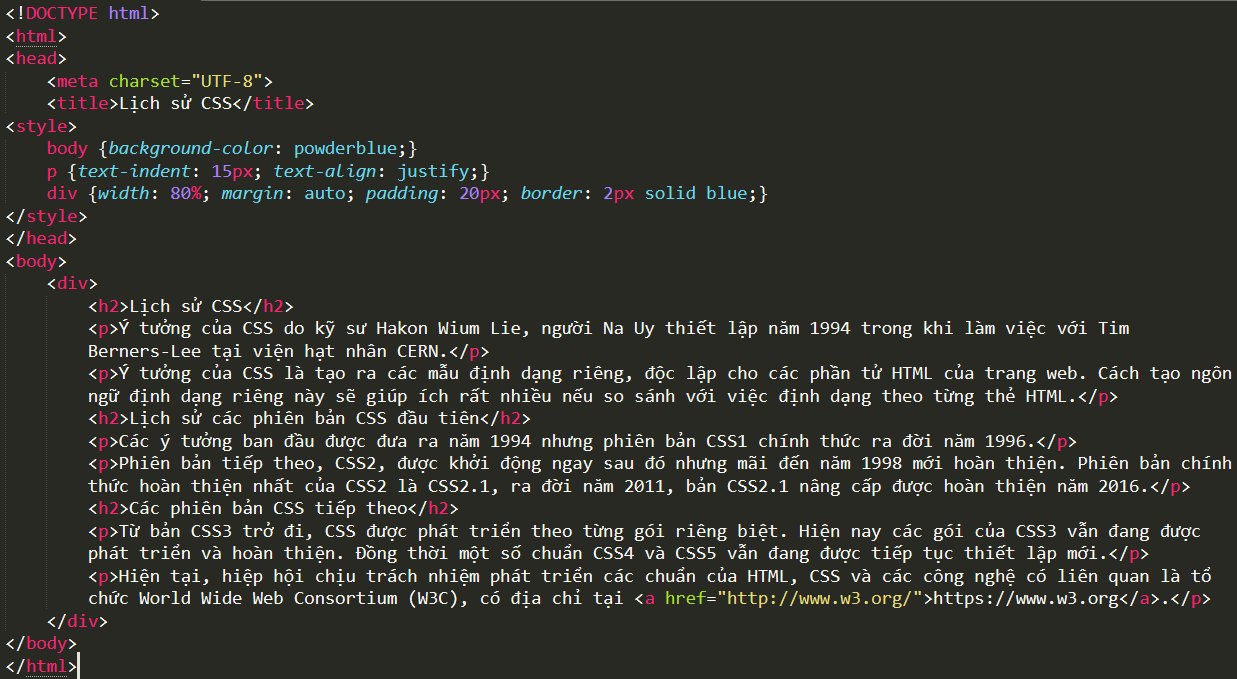 <!DOCTYPE html>
<html>
<head>
    <meta charset="UTF-8">
    <title>Lịch sử CSS</title>
<style>
    body {background-color: powderblue;}
    p {text-indent: 15px; text-align: justify;}
    div {width: 80%; margin: auto; padding: 20px; border: 2px solid blue;}
</style>
</head>
<body>
    <div>
        <h2>Lịch sử CSS</h2>
        <p>Ý tưởng của CSS do kỹ sư Hakon Wium Lie, người Na Uy thiết lập năm 1994 trong khi làm việc với Tim
        Berners-Lee tại viện hạt nhân CERN.</p>
        <p>Ý tưởng của CSS là tạo ra các mẫu định dạng riêng, độc lập cho các phần tử HTML của trang web. Cách tạo ngôn
        ngữ định dạng riêng này sẽ giúp ích rất nhiều nếu so sánh với việc định dạng theo từng thẻ HTML.</p>
        <h2>Lịch sử các phiên bản CSS đầu tiên</h2>
        <p>Các ý tưởng ban đầu được đưa ra năm 1994 nhưng phiên bản CSS1 chính thức ra đời năm 1996.</p>
        <p>Phiên bản tiếp theo, CSS2, được khởi động ngay sau đó nhưng mãi đến năm 1998 mới hoàn thiện. Phiên bản chính
        thức hoàn thiện nhất của CSS2 là CSS2.1, ra đời năm 2011, bản CSS2.1 nâng cấp được hoàn thiện năm 2016.</p>
        <h2>Các phiên bản CSS tiếp theo</h2>
        <p>Từ bản CSS3 trở đi, CSS được phát triển theo từng gói riêng biệt. Hiện nay các gói của CSS3 vẫn đang được
        phát triển và hoàn thiện. Đồng thời một số chuẩn CSS4 và CSS5 vẫn đang được tiếp tục thiết lập mới.</p>
        <p>Hiện tại, hiệp hội chịu trách nhiệm phát triển các chuẩn của HTML, CSS và các công nghệ có liên quan là tổ
        chức World Wide Web Consortium (W3C), có địa chỉ tại <a href="http://www.w3.org/">https://www.w3.org</a>.</p>
    </div>
</body>
</html>